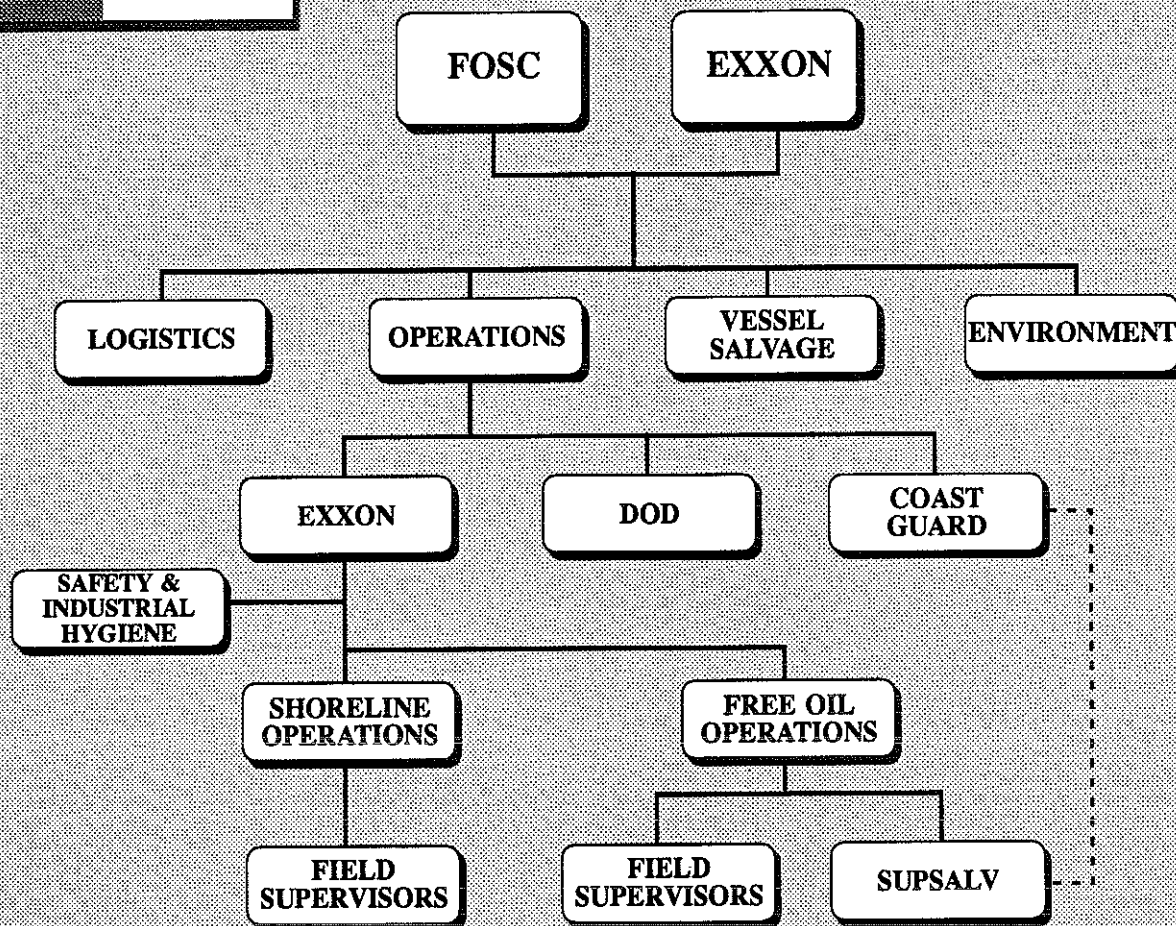 FOSC
EXXON
LOGISTICS
OPERATIONS
VESSEL
SALVAGE
ENVIRONMENT
EXXON
DOD
COAST
GUARD
SAFETY &
INDUSTRIAL
HYGIENE
SHORELINE
OPERATIONS
FREE OIL
OPERATIONS
FIELD
SUPERVISORS
FIELD
SUPERVISORS
SUPSALV